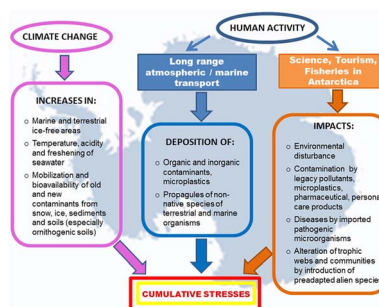 CLIMATE CHANGE
HUMAN ACTIVITY
Long range
atmospheric / marine
transport
Science, Tourism,
Fisheries in
Antarctica
INCREASES IN:
○ Marine and terrestrial
ice-free areas
○ Temperature, acidity
and freshening of
seawater
○ Mobilization and
bioavailability of old
and new
contaminants from
snow, ice, sediments
and soils (especially
ornithogenic soils)
DEPOSITION OF:
○ Organic and inorganic
contaminants,
microplastics
○ Propagules of non-
native species of
terrestrial and marine
organisms
IMPACTS:
○ Environmental
disturbance
○ Contamination by
legacy pollutants,
microplastics,
pharmaceutical, persona
care products
○ Diseases by imported
pathogenic
microorganisms
○ Alteration of trophic
webs and communities
by introduction of
preadapted alien specie
CUMULATIVE STRESSES